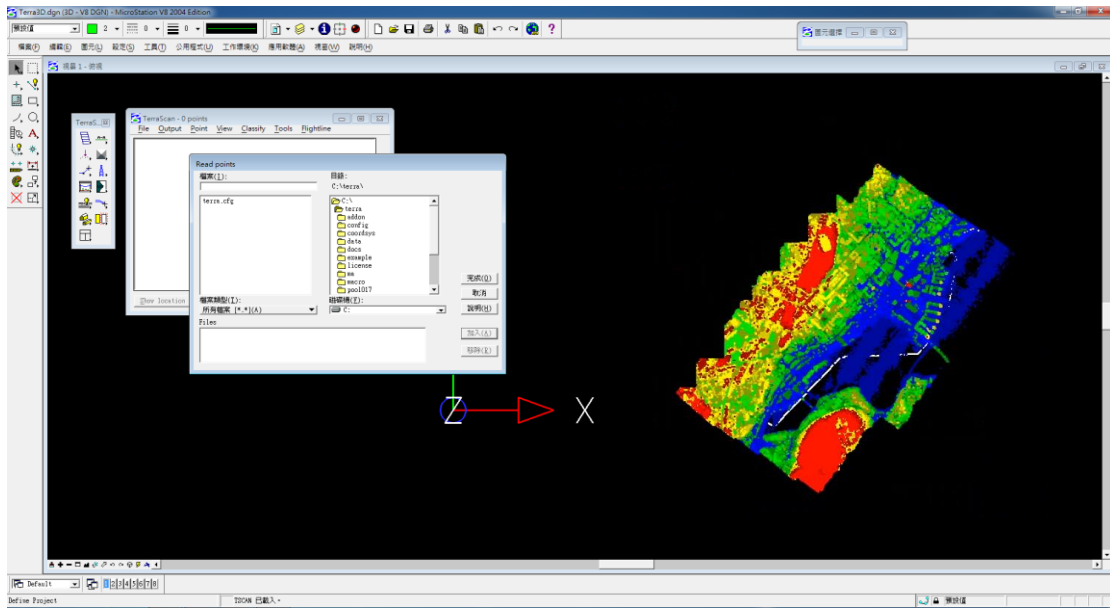 Terra3D.dgn (3D - V8 DGN) - MicroStation V8 2004 Edition
預設值 2 0 0
檔案(F) 編輯(E) 圖元(L) 設定(S) 工具(T) 公用程式(U) 工作環境(K) 應用軟體(A) 視窗(W) 說明(H)
圖元選擇
視窗 1 - 俯視
TerraS...
TerraScan - 0 points
File Output Point View Classify Tools Flightline
Read points
檔案(I): 目錄:
C:\terra\
terra.cfg
C:\
terra
addon
config
coordsys
data
docs
example
license
ma
macro
pool017
完成(O)
取消
說明(H)
檔案類型(T): 磁碟機(V):
所有檔案 [*.*](A) C:
Files
加入(A)
移除(R)
Show location
Z X
Default 1 2 3 4 5 6 7 8
Define Project TSCAN 已載入。 預設值